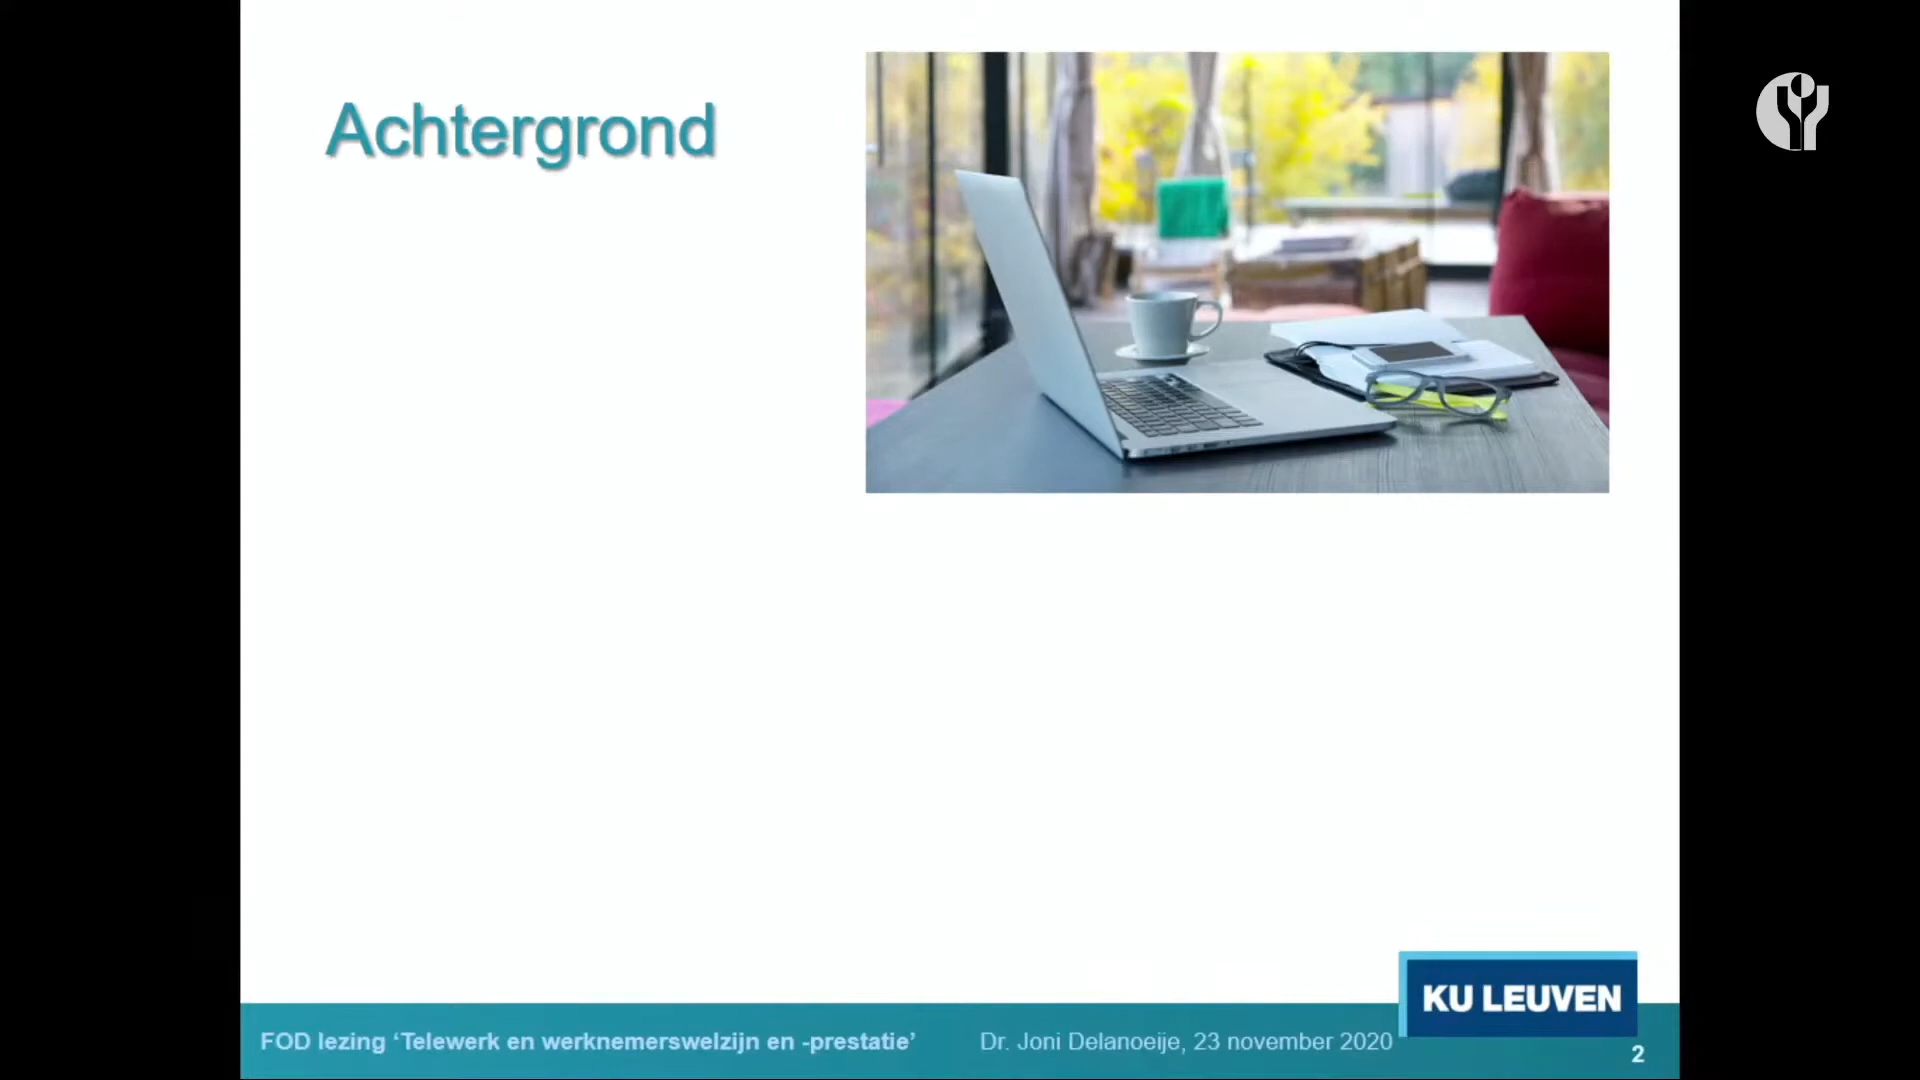 Achtergrond
KU LEUVEN
FOD lezing ‘Telewerk en werknemerswelzijn en -prestatie’
Dr. Joni Delanoeije, 23 november 2020
2